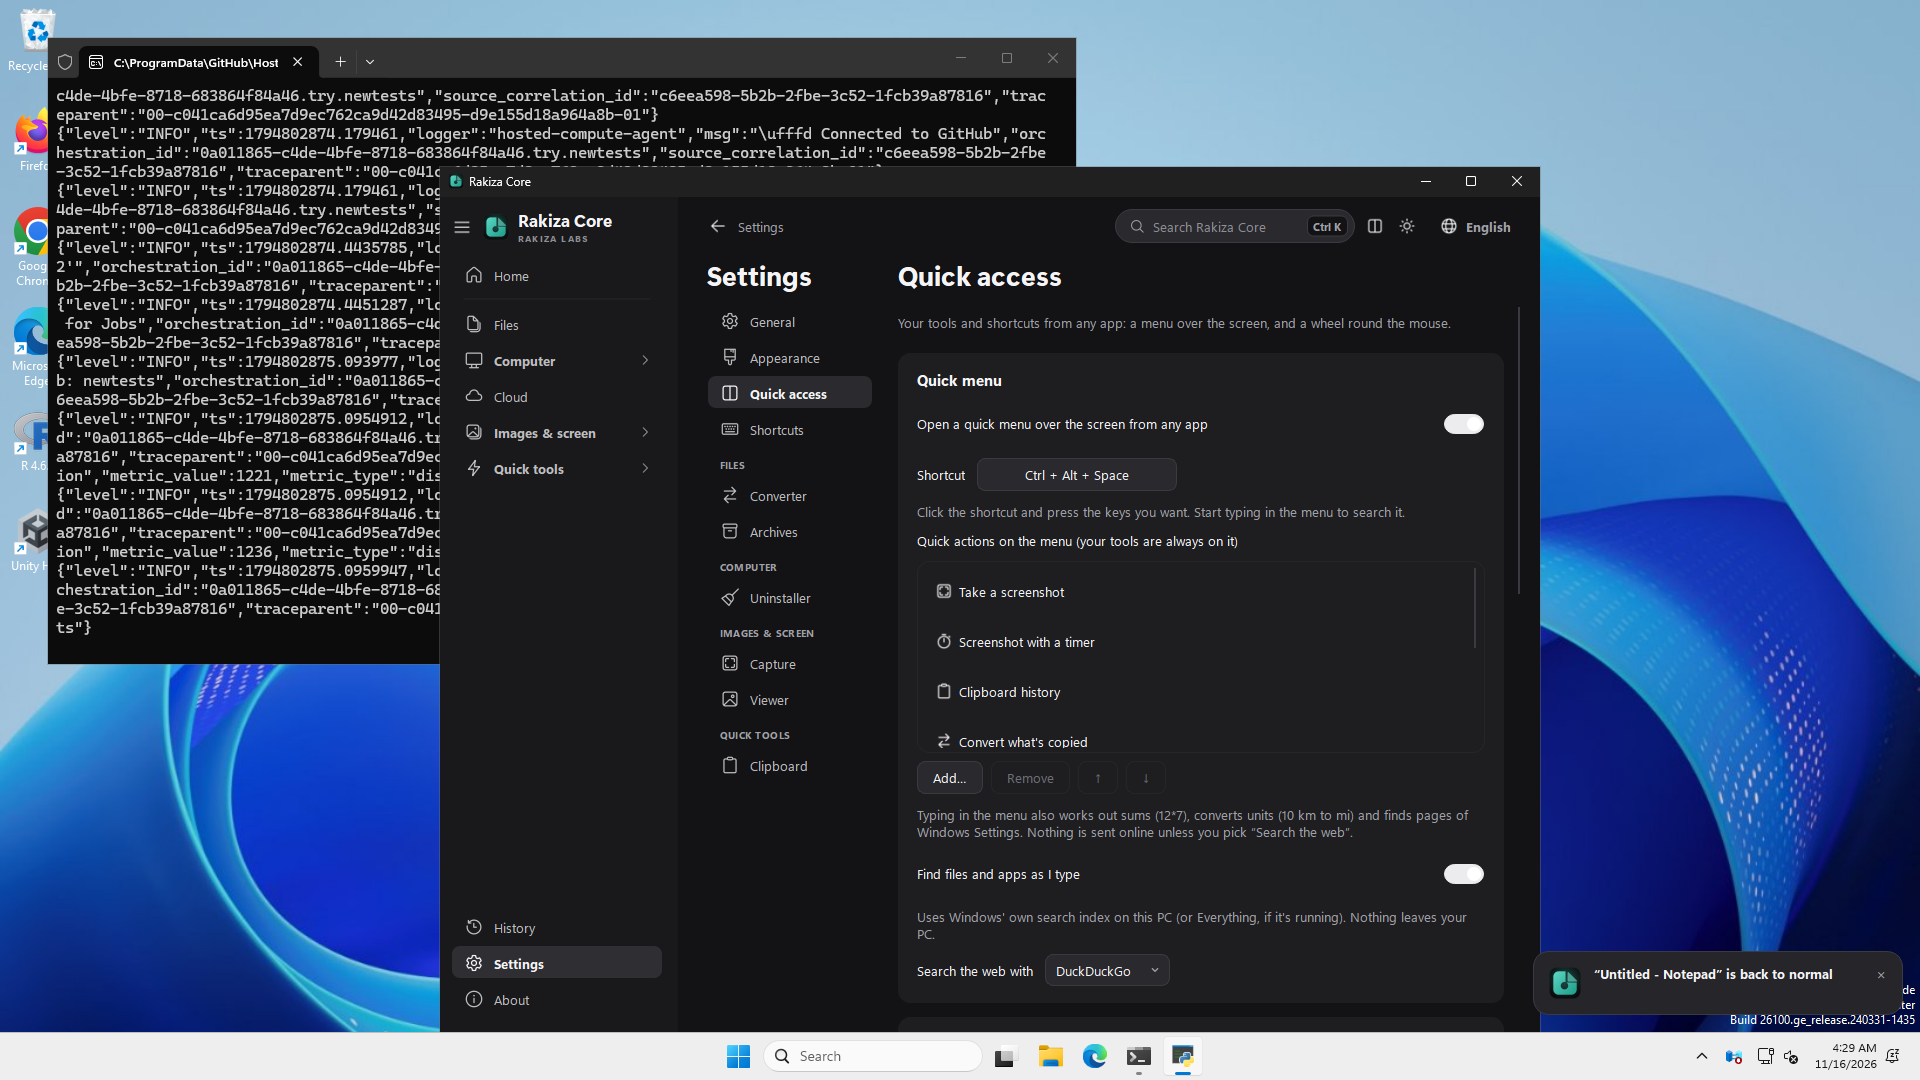 Recycle
Firefo
Goog
Chron
Micros
Edge
R 4.6.
Unity H
C:\ProgramData\GitHub\Host
c4de-4bfe-8718-683864f84a46.try.newtests","source_correlation_id":"c6eea598-5b2b-2fbe-3c52-1fcb39a87816","trac
eparent":"00-c041ca6d95ea7d9ec762ca9d42d83495-d9e155d18a964a8b-01"}
{"level":"INFO","ts":1794802874.179461,"logger":"hosted-compute-agent","msg":"\ufffd Connected to GitHub","orc
hestration_id":"0a011865-c4de-4bfe-8718-683864f84a46.try.newtests","source_correlation_id":"c6eea598-5b2b-2fbe
-3c52-1fcb39a87816","traceparent":"00-c041
{"level":"INFO","ts":1794802874.179461,"log
4de-4bfe-8718-683864f84a46.try.newtests","s
parent":"00-c041ca6d95ea7d9ec762ca9d42d8349
{"level":"INFO","ts":1794802874.4435785,"lo
2'","orchestration_id":"0a011865-c4de-4bfe-
b2b-2fbe-3c52-1fcb39a87816","traceparent":"
{"level":"INFO","ts":1794802874.4451287,"lo
for Jobs","orchestration_id":"0a011865-c4d
ea598-5b2b-2fbe-3c52-1fcb39a87816","tracepa
{"level":"INFO","ts":1794802875.093977,"log
b: newtests","orchestration_id":"0a011865-c
6eea598-5b2b-2fbe-3c52-1fcb39a87816","trace
{"level":"INFO","ts":1794802875.0954912,"lo
d":"0a011865-c4de-4bfe-8718-683864f84a46.tr
a87816","traceparent":"00-c041ca6d95ea7d9ec
ion","metric_value":1221,"metric_type":"dis
{"level":"INFO","ts":1794802875.0954912,"lo
d":"0a011865-c4de-4bfe-8718-683864f84a46.tr
a87816","traceparent":"00-c041ca6d95ea7d9ec
ion","metric_value":1236,"metric_type":"dis
{"level":"INFO","ts":1794802875.0959947,"lo
chestration_id":"0a011865-c4de-4bfe-8718-68
e-3c52-1fcb39a87816","traceparent":"00-c041
ts"}
Rakiza Core
Rakiza Core
RAKIZA LABS
Home
Files
Computer
Cloud
Images & screen
Quick tools
History
Settings
About
Settings
Search Rakiza Core
Ctrl K
English
Settings
General
Appearance
Quick access
Shortcuts
FILES
Converter
Archives
COMPUTER
Uninstaller
IMAGES & SCREEN
Capture
Viewer
QUICK TOOLS
Clipboard
Quick access
Your tools and shortcuts from any app: a menu over the screen, and a wheel round the mouse.
Quick menu
Open a quick menu over the screen from any app
Shortcut
Ctrl + Alt + Space
Click the shortcut and press the keys you want. Start typing in the menu to search it.
Quick actions on the menu (your tools are always on it)
Take a screenshot
Screenshot with a timer
Clipboard history
Convert what's copied
Add...
Remove
↑
↓
Typing in the menu also works out sums (12*7), converts units (10 km to mi) and finds pages of
Windows Settings. Nothing is sent online unless you pick “Search the web”.
Find files and apps as I type
Uses Windows' own search index on this PC (or Everything, if it's running). Nothing leaves your
PC.
Search the web with
DuckDuckGo
“Untitled - Notepad” is back to normal
de
ter
Build 26100.ge_release.240331-1435
Search
4:29 AM
11/16/2026